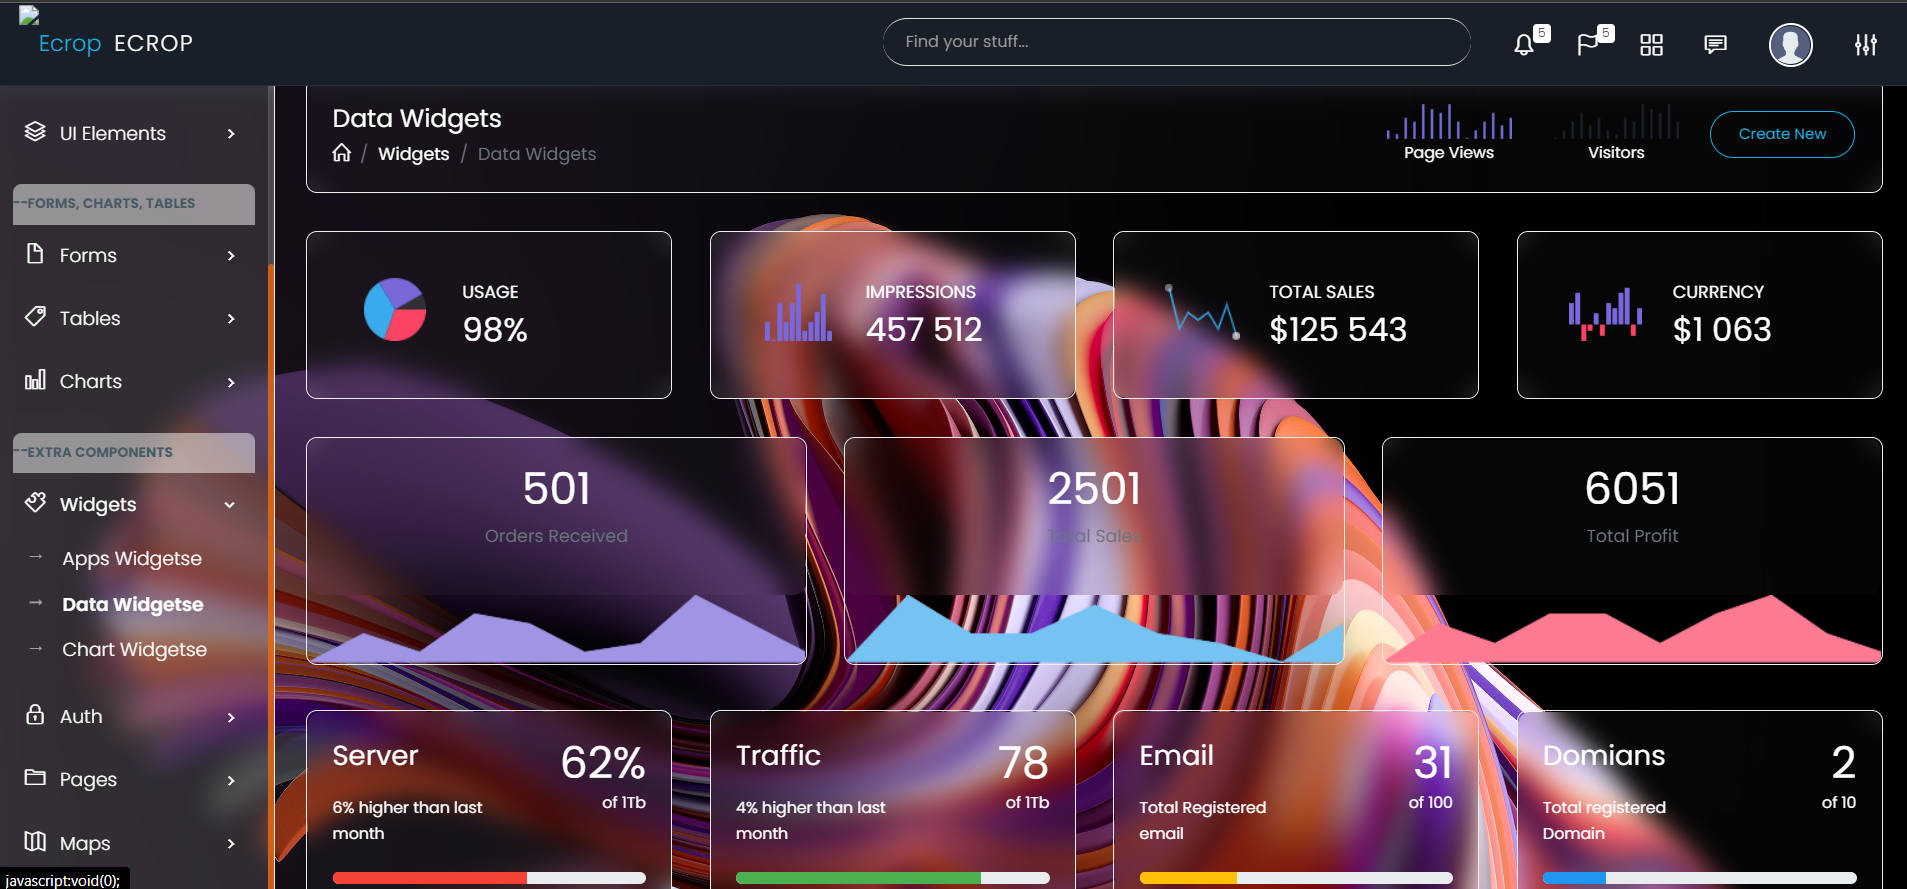 Ecrop ECROP
Find your stuff...
5
5
UI Elements
--FORMS, CHARTS, TABLES
Forms
Tables
Charts
--EXTRA COMPONENTS
Widgets
Apps Widgetse
Data Widgetse
Chart Widgetse
Auth
Pages
Maps
javascript:void(0);
Data Widgets
/ Widgets / Data Widgets
Page Views
Visitors
Create New
USAGE
98%
IMPRESSIONS
457 512
TOTAL SALES
$125 543
CURRENCY
$1 063
501
Orders Received
2501
Total Sales
6051
Total Profit
Server
62%
6% higher than last
month
of 1Tb
Traffic
78
4% higher than last
month
of 1Tb
Email
31
Total Registered
email
of 100
Domians
2
Total registered
Domain
of 10